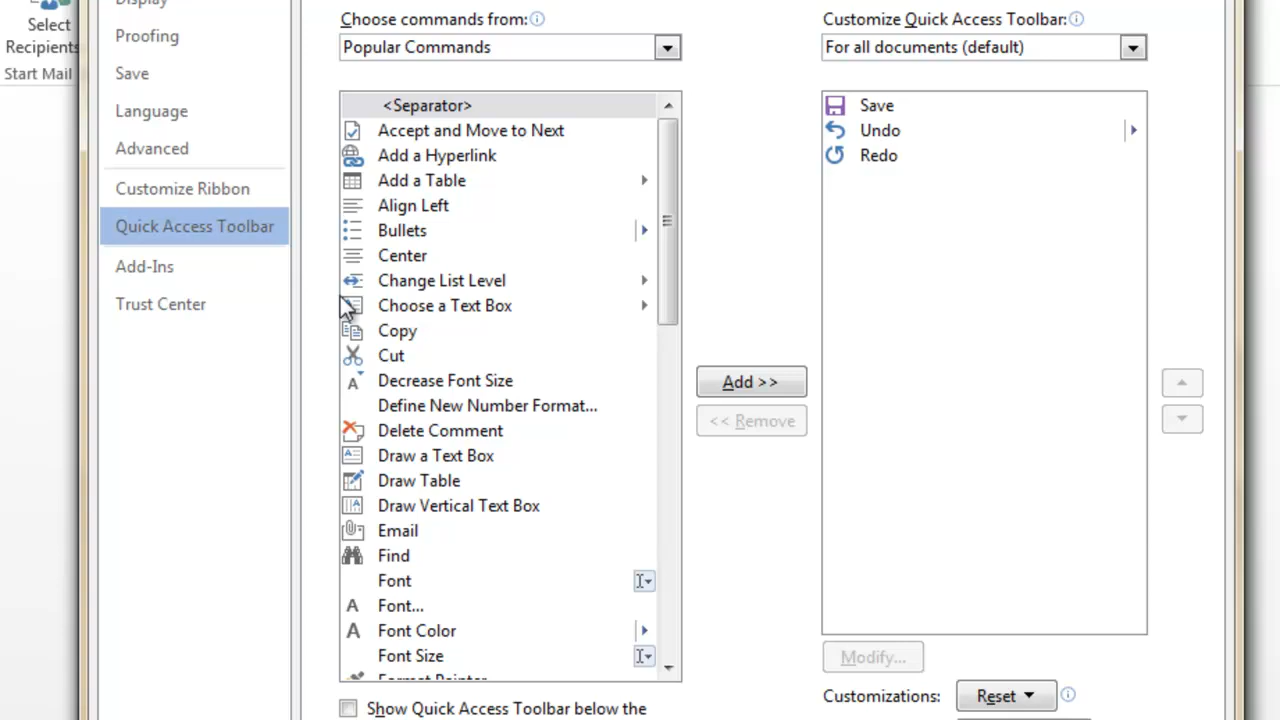 Select
Recipients
Start Mail
Display
Proofing
Save
Language
Advanced
Customize Ribbon
Quick Access Toolbar
Add-Ins
Trust Center
Choose commands from:
Popular Commands
<Separator>
Accept and Move to Next
Add a Hyperlink
Add a Table
Align Left
Bullets
Center
Change List Level
Choose a Text Box
Copy
Cut
Decrease Font Size
Define New Number Format...
Delete Comment
Draw a Text Box
Draw Table
Draw Vertical Text Box
Email
Find
Font
Font...
Font Color
Font Size
Format Painter
Show Quick Access Toolbar below the
Add >>
<< Remove
Customize Quick Access Toolbar:
For all documents (default)
Save
Undo
Redo
Modify...
Customizations:
Reset